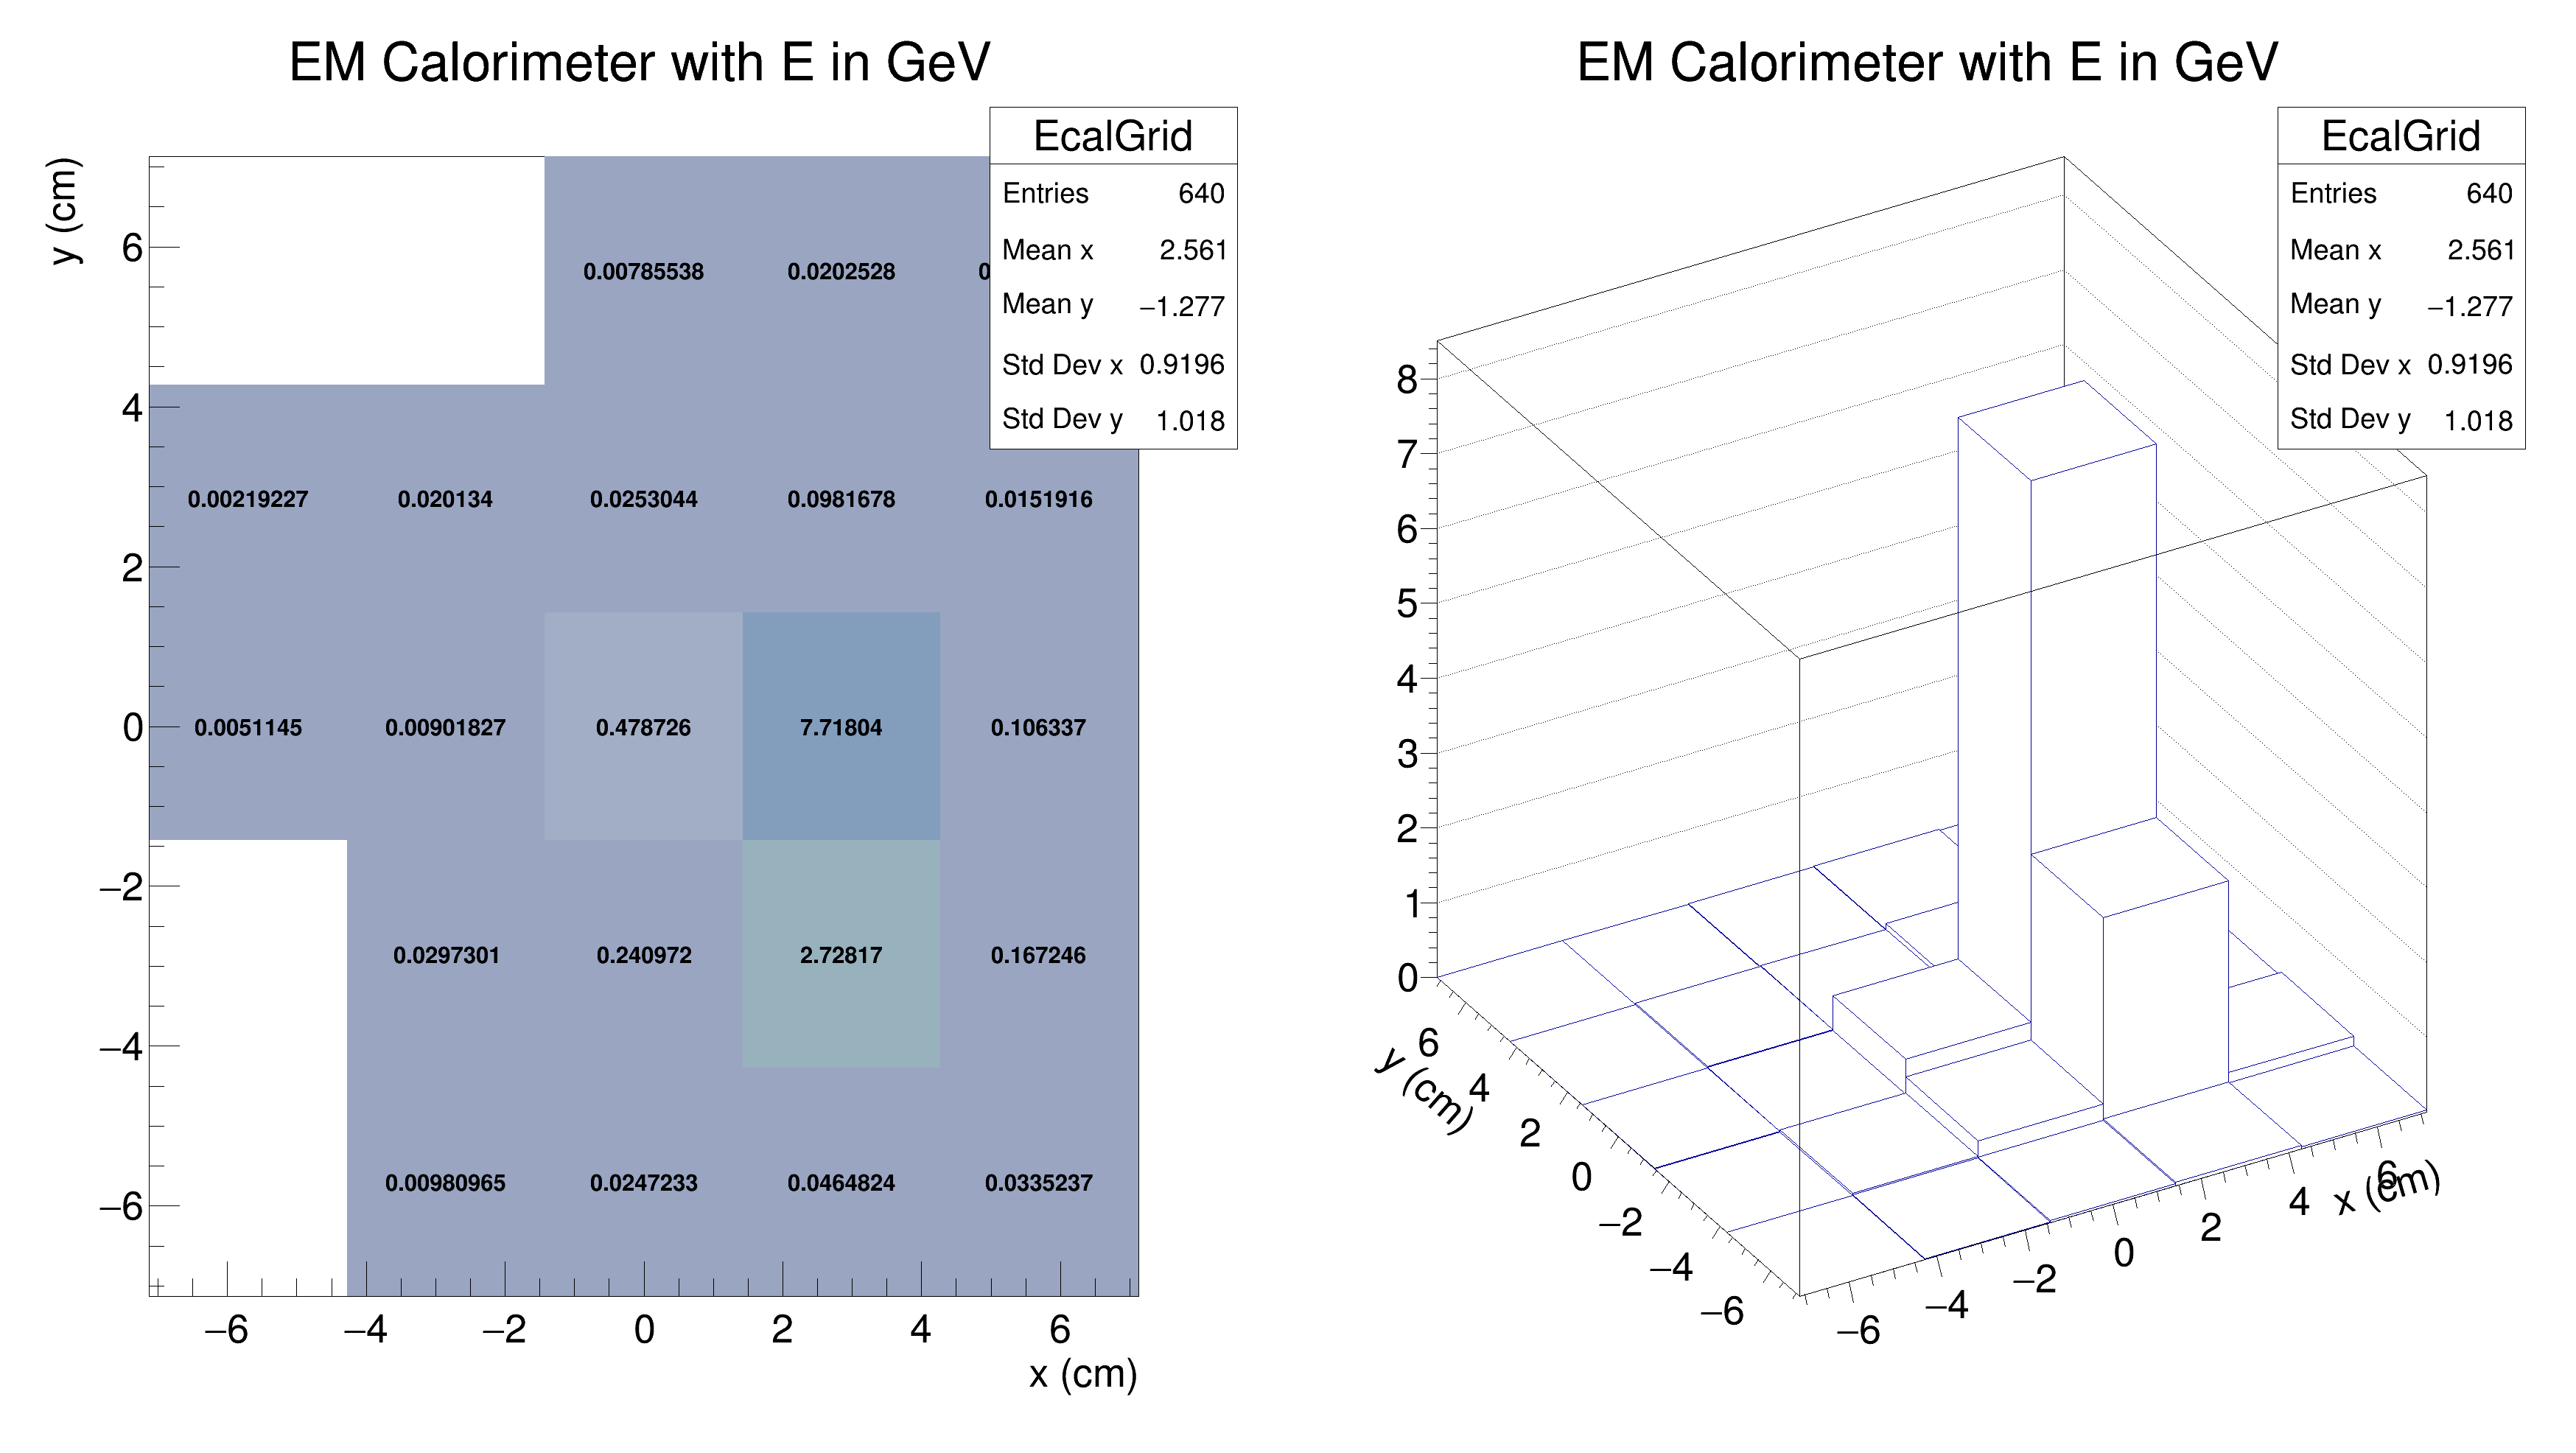 EM Calorimeter with E in GeV
EcalGrid
Entries 640
Mean x 2.561
Mean y −1.277
Std Dev x 0.9196
Std Dev y 1.018
y (cm)
6
4
2
0
−2
−4
−6
0.00785538 0.0202528
0.00219227 0.020134 0.0253044 0.0981678 0.0151916
0.0051145 0.00901827 0.478726 7.71804 0.106337
0.0297301 0.240972 2.72817 0.167246
0.00980965 0.0247233 0.0464824 0.0335237
−6 −4 −2 0 2 4 6
x (cm)
EM Calorimeter with E in GeV
EcalGrid
Entries 640
Mean x 2.561
Mean y −1.277
Std Dev x 0.9196
Std Dev y 1.018
8
7
6
5
4
3
2
1
0
6
4
2
0
−2
−4
−6
y (cm)
−6 −4 −2 0 2 4 6
x (cm)